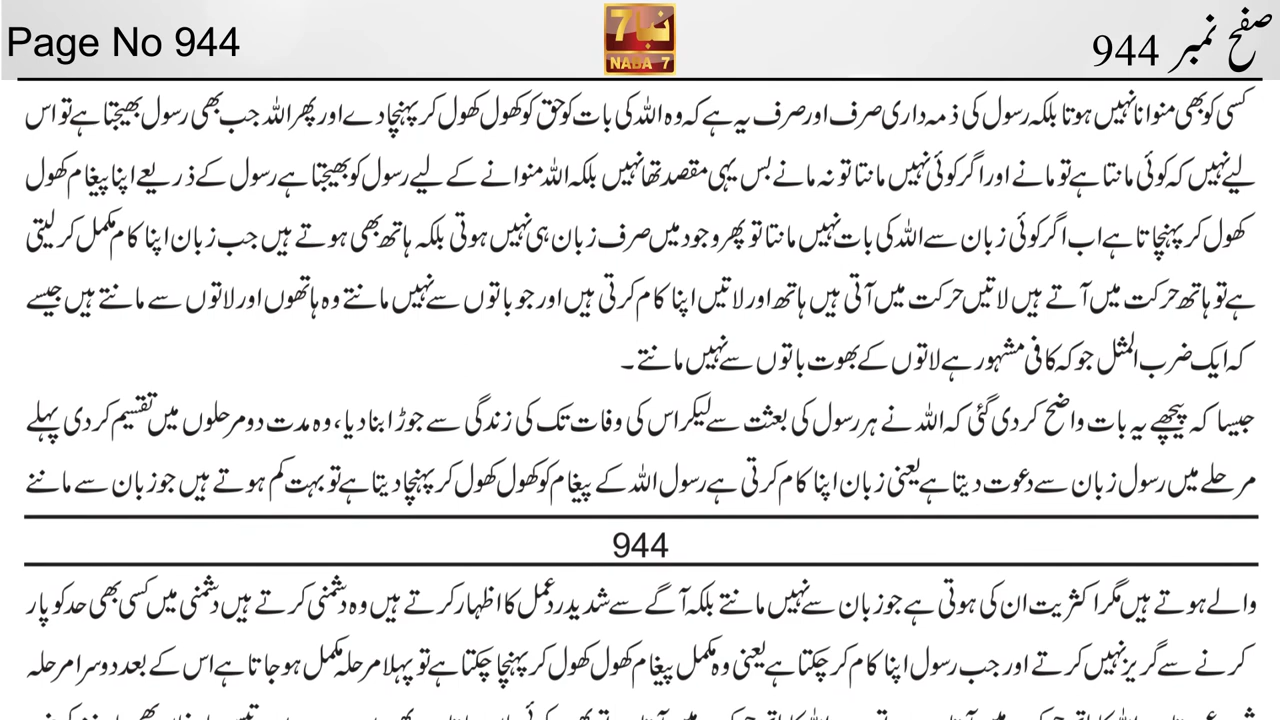 Page No 944
نبا 7
NABA 7
صفحہ نمبر 944
کسی کو بھی منوانا نہیں ہوتا بلکہ رسول کی ذمہ داری صرف اور صرف یہ ہے کہ وہ اللہ کی بات کو حق کو کھول کھول کر پہنچا دے اور پھر اللہ جب بھی رسول بھیجتا ہے تو اس
لیے نہیں کہ کوئی مانتا ہے تو مانے اور اگر کوئی نہیں مانتا تو نہ مانے بس یہی مقصد تھا نہیں بلکہ اللہ منوانے کے لیے رسول کو بھیجتا ہے رسول کے ذریعے اپنا پیغام کھول
کھول کر پہنچاتا ہے اب اگر کوئی زبان سے اللہ کی بات نہیں مانتا تو پھر وجود میں صرف زبان ہی نہیں ہوتی بلکہ ہاتھ بھی ہوتے ہیں جب زبان اپنا کام مکمل کر لیتی
ہے تو ہاتھ حرکت میں آتے ہیں لاتیں حرکت میں آتی ہیں ہاتھ اور لاتیں اپنا کام کرتی ہیں اور جو باتوں سے نہیں مانتے وہ ہاتھوں اور لاتوں سے مانتے ہیں جیسے
کہ ایک ضرب المثل جو کہ کافی مشہور ہے لاتوں کے بھوت باتوں سے نہیں مانتے۔
جیسا کہ پیچھے یہ بات واضح کر دی گئی کہ اللہ نے ہر رسول کی بعثت سے لیکر اس کی وفات تک کی زندگی سے جوڑا بنا دیا، وہ مدت دو مرحلوں میں تقسیم کر دی پہلے
مرحلے میں رسول زبان سے دعوت دیتا ہے یعنی زبان اپنا کام کرتی ہے رسول اللہ کے پیغام کو کھول کھول کر پہنچا دیتا ہے تو بہت کم ہوتے ہیں جو زبان سے ماننے
944
والے ہوتے ہیں مگر اکثریت ان کی ہوتی ہے جو زبان سے نہیں مانتے بلکہ آگے سے شدید ردعمل کا اظہار کرتے ہیں وہ دشمنی کرتے ہیں دشمنی میں کسی بھی حد کو پار
کرنے سے گریز نہیں کرتے اور جب رسول اپنا کام کر چکتا ہے یعنی وہ مکمل پیغام کھول کھول کر پہنچا چکتا ہے تو پہلا مرحلہ مکمل ہو جاتا ہے اس کے بعد دوسرا مرحلہ